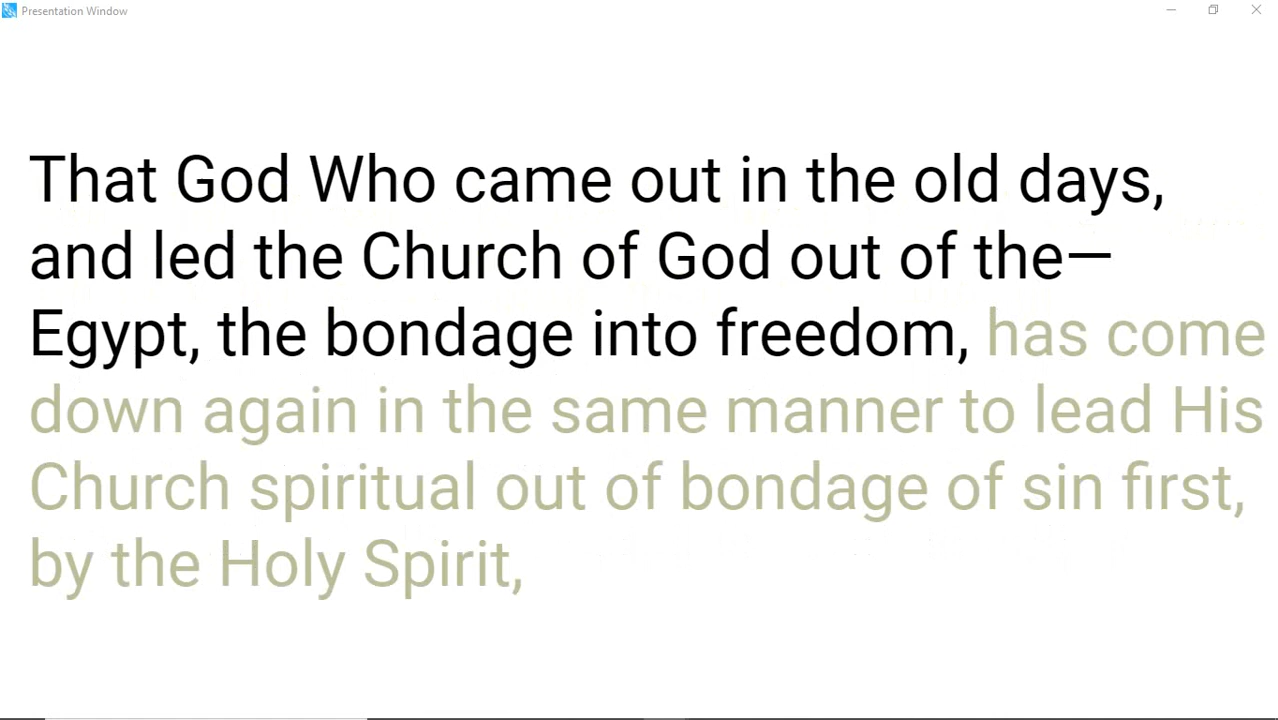 Presentation Window
That God Who came out in the old days,
and led the Church of God out of the—
Egypt, the bondage into freedom, has come
down again in the same manner to lead His
Church spiritual out of bondage of sin first,
by the Holy Spirit,